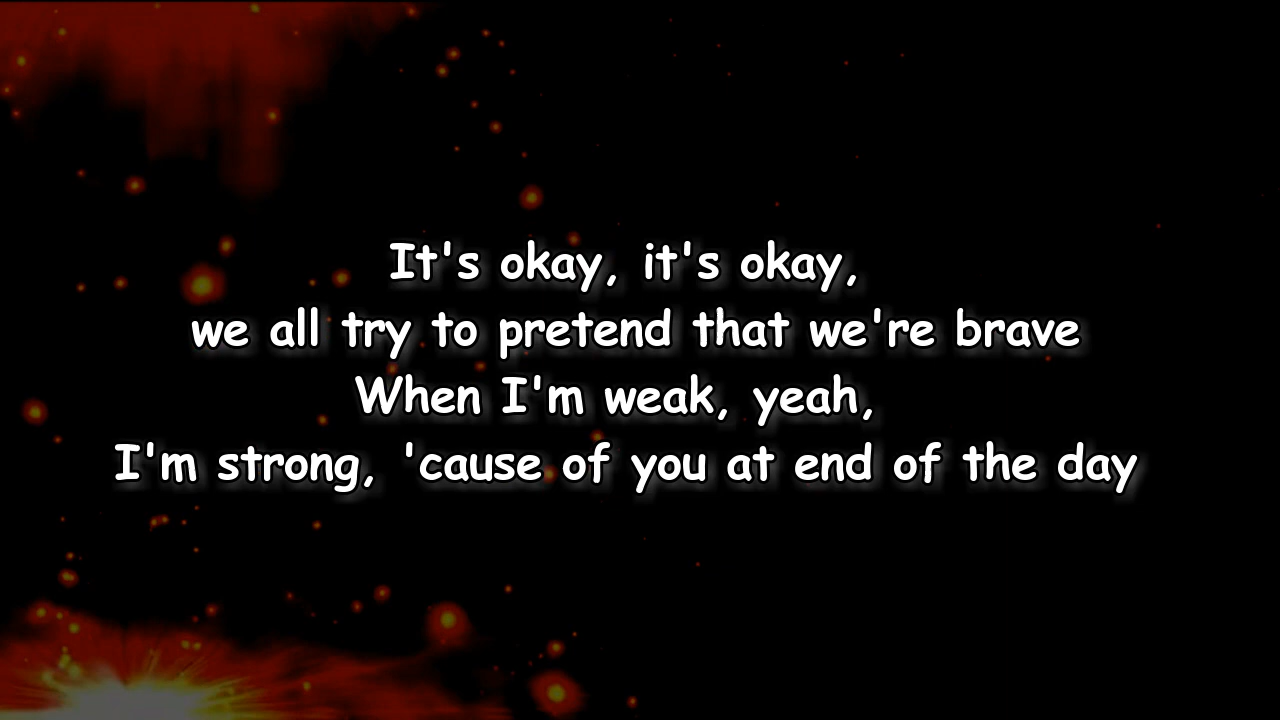 It's okay, it's okay,
we all try to pretend that we're brave
When I'm weak, yeah,
I'm strong, 'cause of you at end of the day